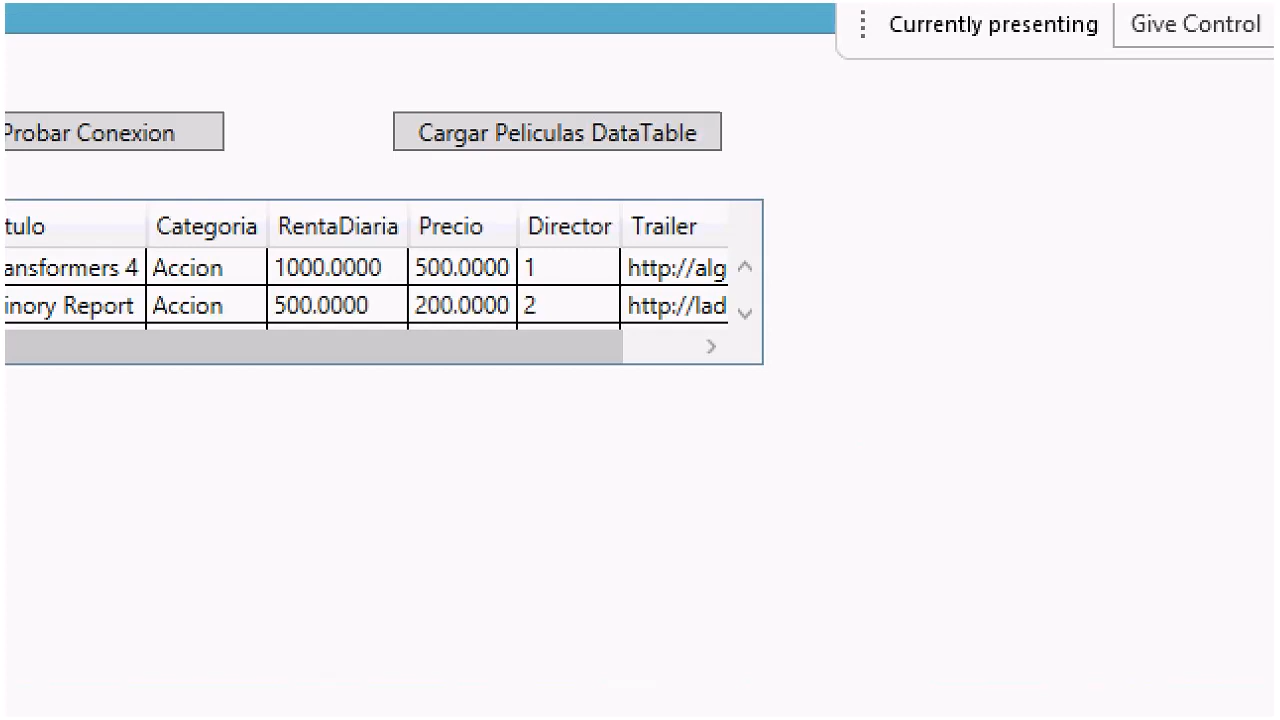 Currently presenting Give Control
Probar Conexion Cargar Peliculas DataTable
tulo Categoria RentaDiaria Precio Director Trailer
ansformers 4 Accion 1000.0000 500.0000 1 http://alg
inory Report Accion 500.0000 200.0000 2 http://lad